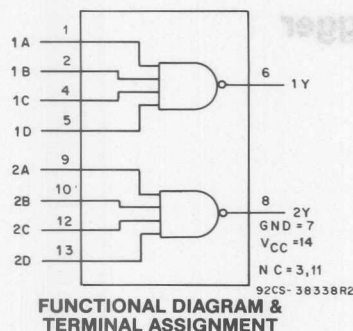 1A 1
1B 2
1C 4
1D 5
6 1Y
2A 9
2B 10
2C 12
2D 13
8 2Y
GND = 7
VCC = 14
NC = 3,11
92CS-38338R2
FUNCTIONAL DIAGRAM &
TERMINAL ASSIGNMENT